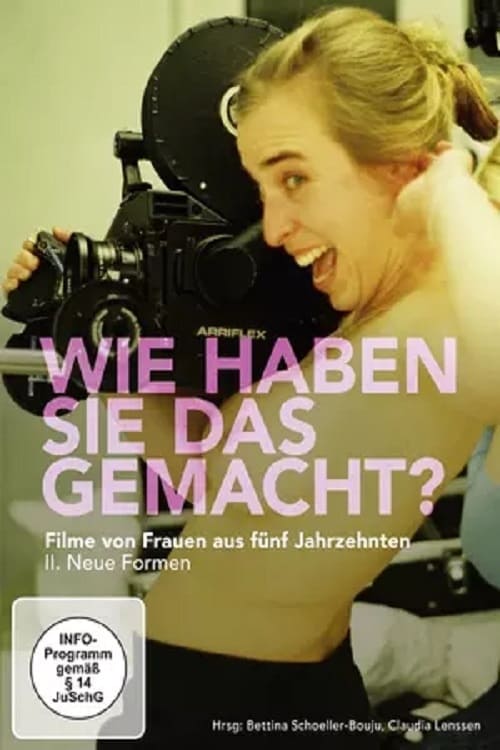 ARRIFLEX
WIE HABEN
SIE DAS
GEMACHT?
Filme von Frauen aus fünf Jahrzehnten
II. Neue Formen
INFO-
Programm
gemäß
§ 14
JuSchG
Hrsg: Bettina Schoeller-Bouju, Claudia Lenssen